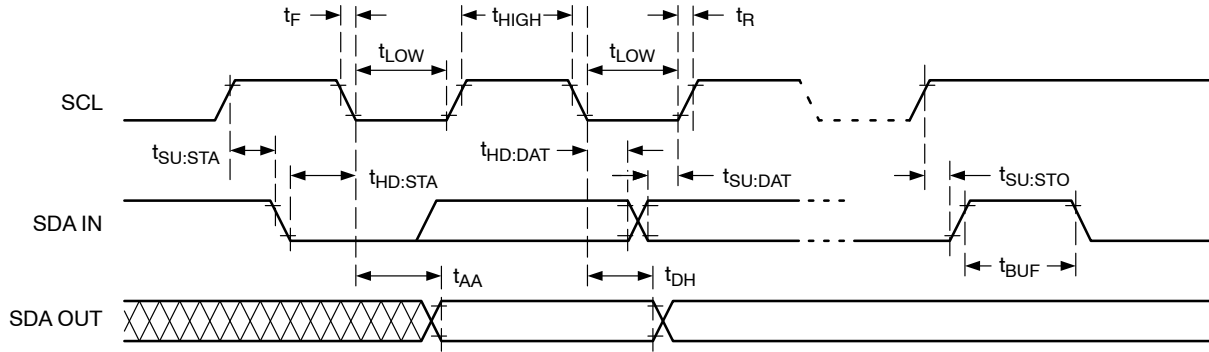 tF
tHIGH
tR
tLOW
tLOW
SCL
tSU:STA
tHD:STA
tHD:DAT
tSU:DAT
tSU:STO
SDA IN
tBUF
tAA
tDH
SDA OUT